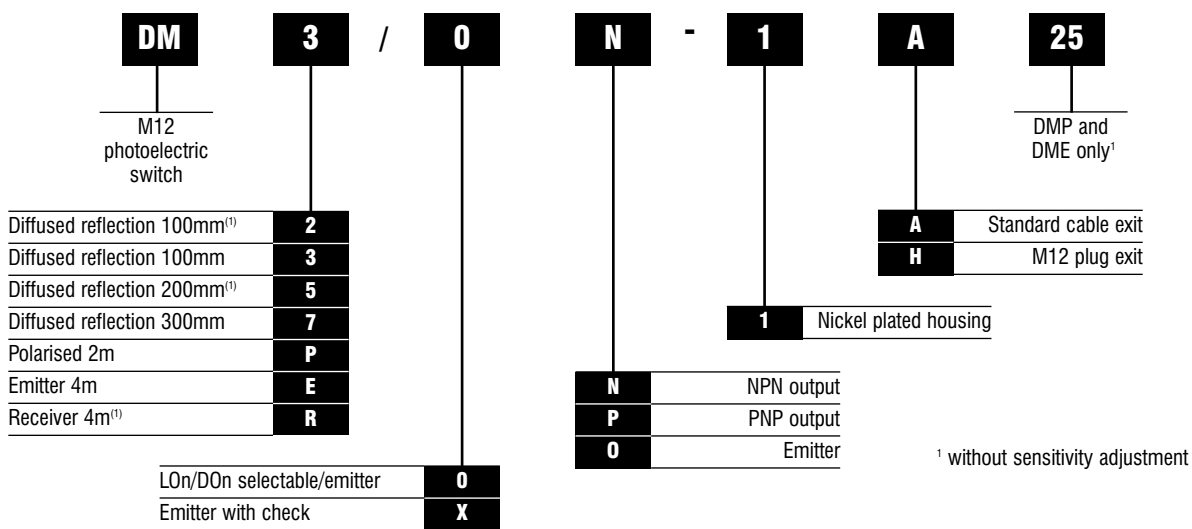 DM 3 / 0 N - 1 A 25
M12
photoelectric
switch
DMP and
DME only¹
Diffused reflection 100mm⁽¹⁾ 2
Diffused reflection 100mm 3
Diffused reflection 200mm⁽¹⁾ 5
Diffused reflection 300mm 7
Polarised 2m P
Emitter 4m E
Receiver 4m⁽¹⁾ R
A Standard cable exit
H M12 plug exit
1 Nickel plated housing
N NPN output
P PNP output
0 Emitter
¹ without sensitivity adjustment
LOn/DOn selectable/emitter 0
Emitter with check X